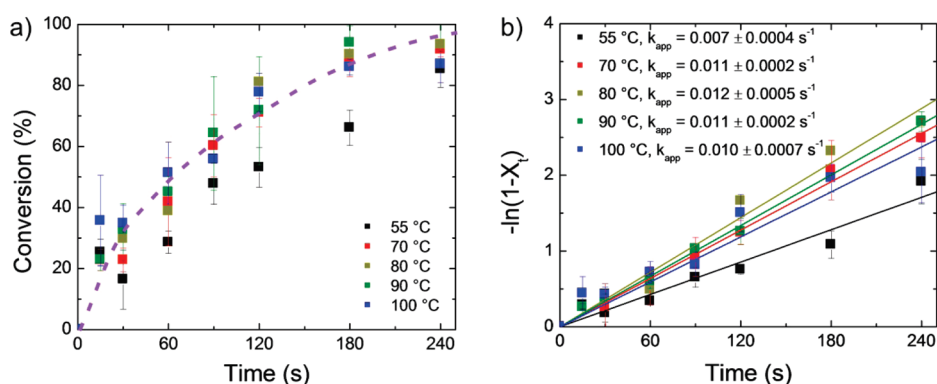 a)
Conversion (%)
100
80
60
40
20
0
55 °C
70 °C
80 °C
90 °C
100 °C
0 60 120 180 240
Time (s)
b)
-ln(1-Xt)
4
3
2
1
0
55 °C, kapp = 0.007 ± 0.0004 s-1
70 °C, kapp = 0.011 ± 0.0002 s-1
80 °C, kapp = 0.012 ± 0.0005 s-1
90 °C, kapp = 0.011 ± 0.0002 s-1
100 °C, kapp = 0.010 ± 0.0007 s-1
0 60 120 180 240
Time (s)